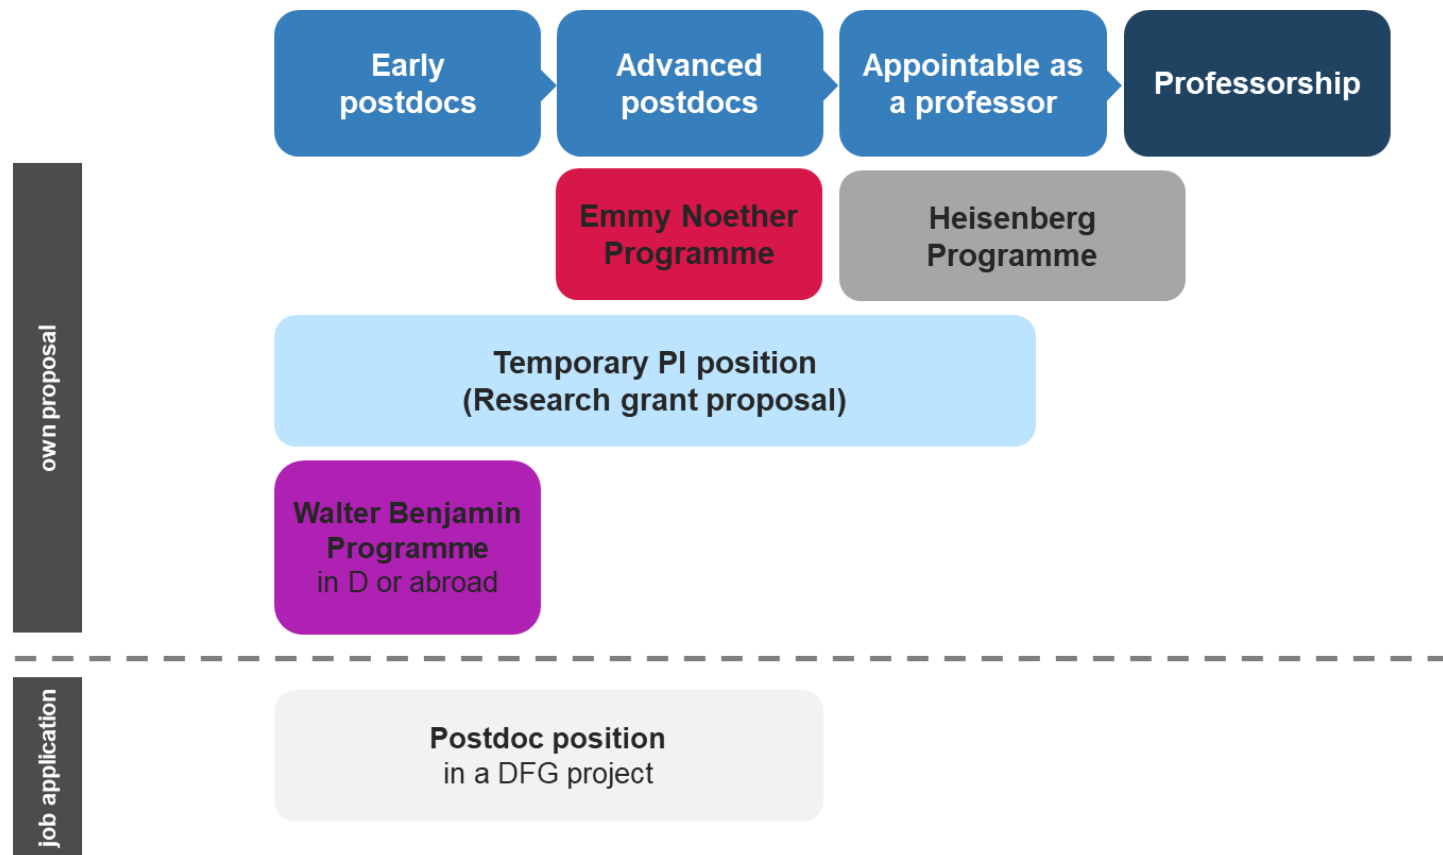 Early
postdocs
Advanced
postdocs
Appointable as
a professor
Professorship
own proposal
Emmy Noether
Programme
Heisenberg
Programme
Temporary PI position
(Research grant proposal)
Walter Benjamin
Programme
in D or abroad
job application
Postdoc position
in a DFG project